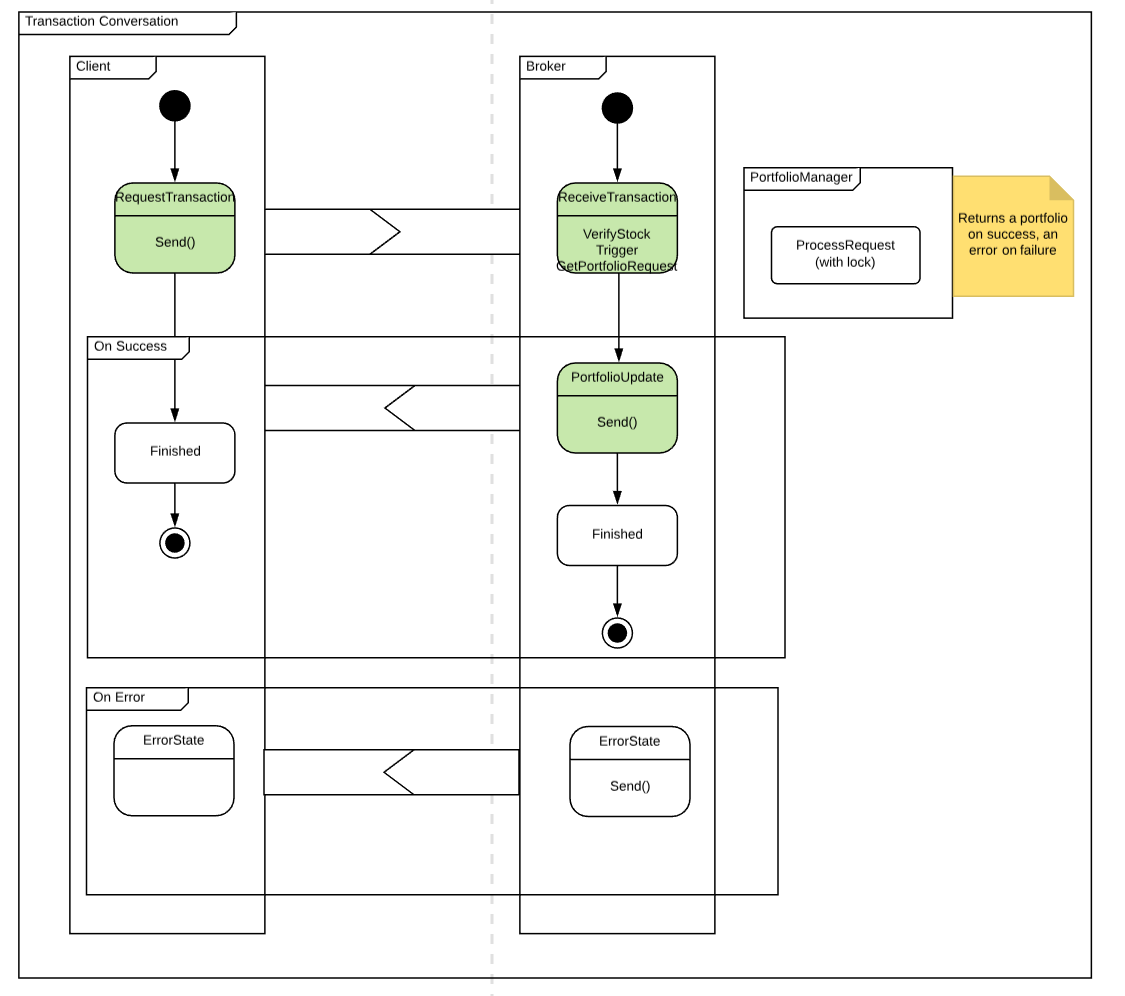 Transaction Conversation
Client
Broker
RequestTransaction
Send()
ReceiveTransaction
VerifyStock
Trigger
GetPortfolioRequest
PortfolioManager
ProcessRequest
(with lock)
Returns a portfolio
on success, an
error on failure
On Success
PortfolioUpdate
Send()
Finished
Finished
On Error
ErrorState
ErrorState
Send()